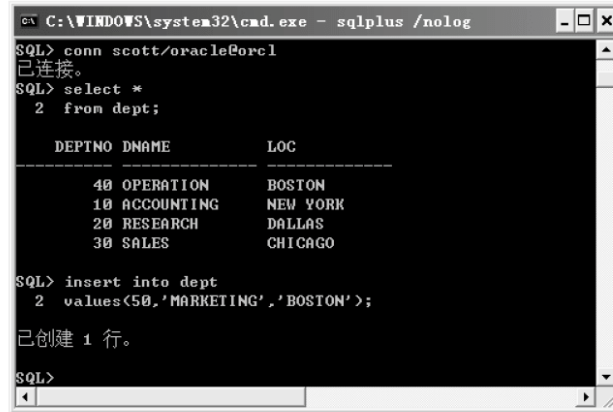 C:\WINDOWS\system32\cmd.exe - sqlplus /nolog
SQL> conn scott/oracle@orcl
已连接。
SQL> select *
  2  from dept;
    DEPTNO DNAME          LOC
---------- -------------- -------------
        40 OPERATION      BOSTON
        10 ACCOUNTING     NEW YORK
        20 RESEARCH       DALLAS
        30 SALES          CHICAGO
SQL> insert into dept
  2  values(50,'MARKETING','BOSTON');
已创建 1 行。
SQL>